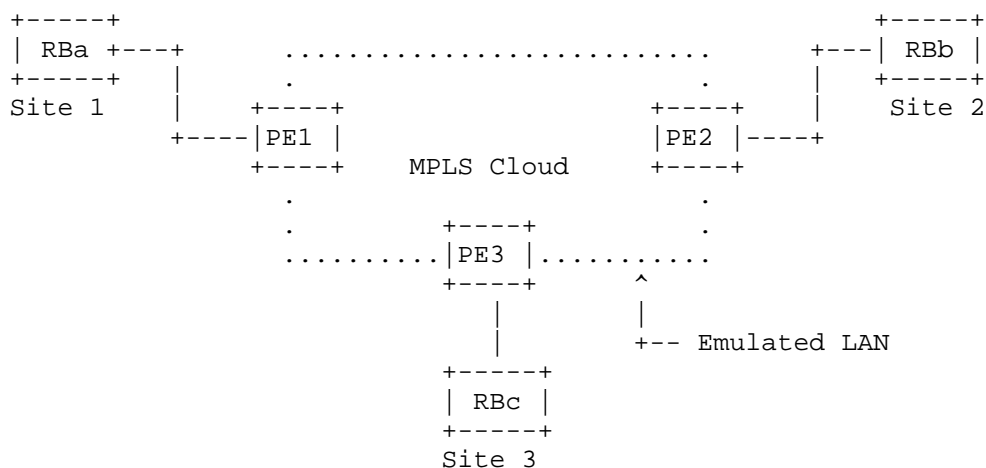 +-----+                                           +-----+
| RBa +---+      ...........................      +---| RBb |
+-----+   |      .                         .      |   +-----+
Site 1    |    +----+                    +----+   |    Site 2
          +----|PE1 |                    |PE2 |----+
               +----+    MPLS Cloud      +----+
                 .                         .
                 .         +----+          .
                 ..........|PE3 |...........
                           +----+      ^
                              |        |
                              |        +-- Emulated LAN
                           +-----+
                           | RBc |
                           +-----+
                           Site 3